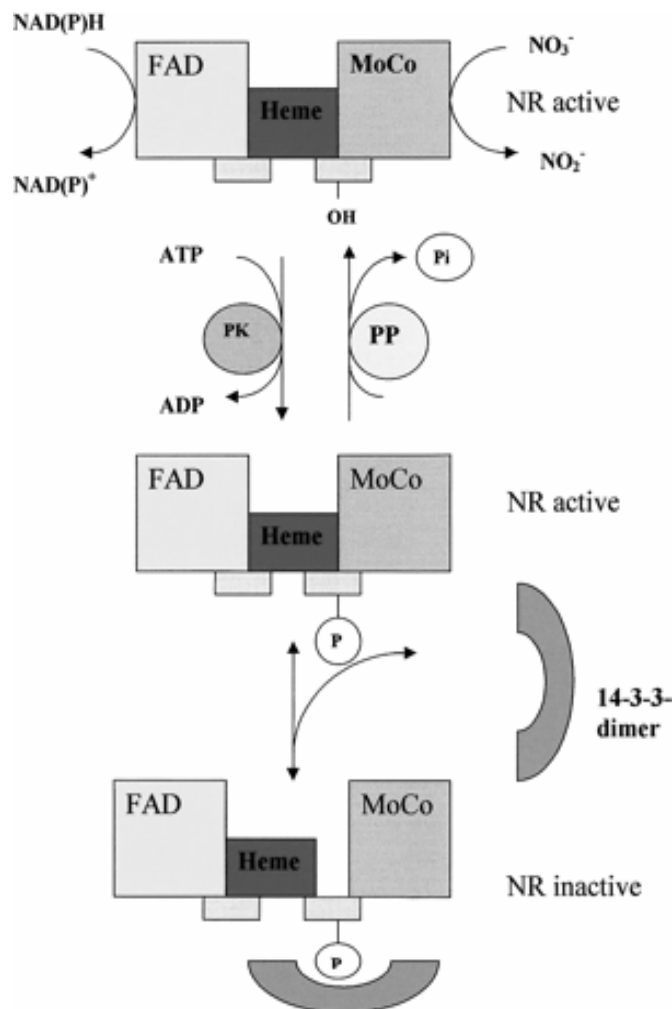 NAD(P)H
FAD
MoCo
NO₃⁻
Heme
NR active
NAD(P)⁺
NO₂⁻
OH
ATP
Pi
PK
PP
ADP
FAD
MoCo
NR active
Heme
P
14-3-3-
dimer
FAD
MoCo
Heme
NR inactive
P